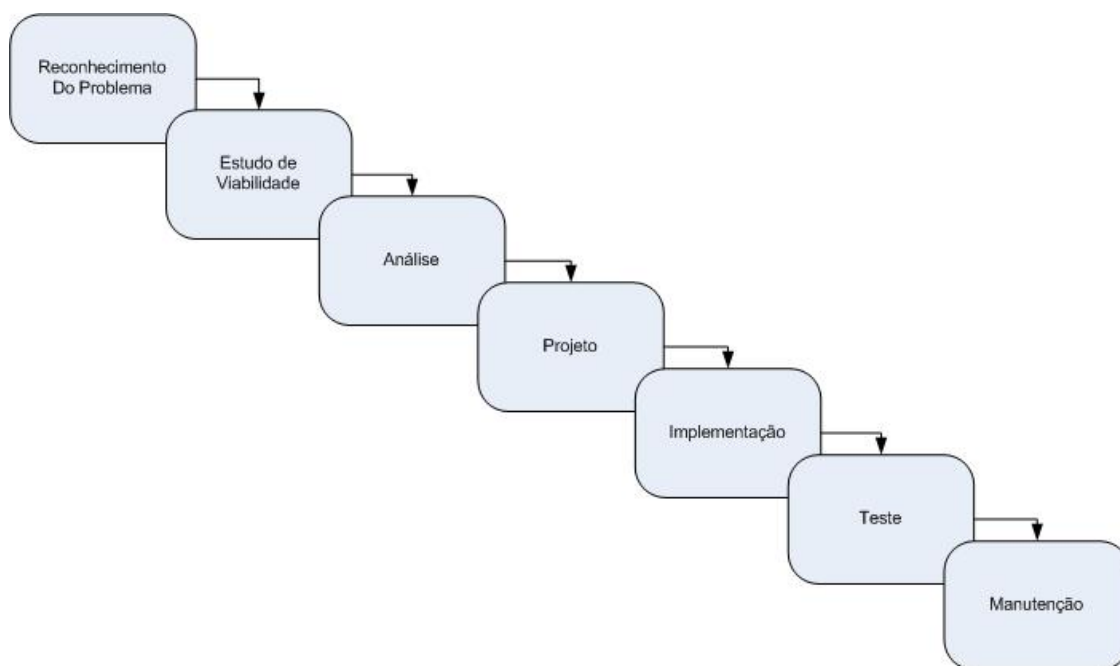 Reconhecimento
Do Problema
Estudo de
Viabilidade
Análise
Projeto
Implementação
Teste
Manutenção